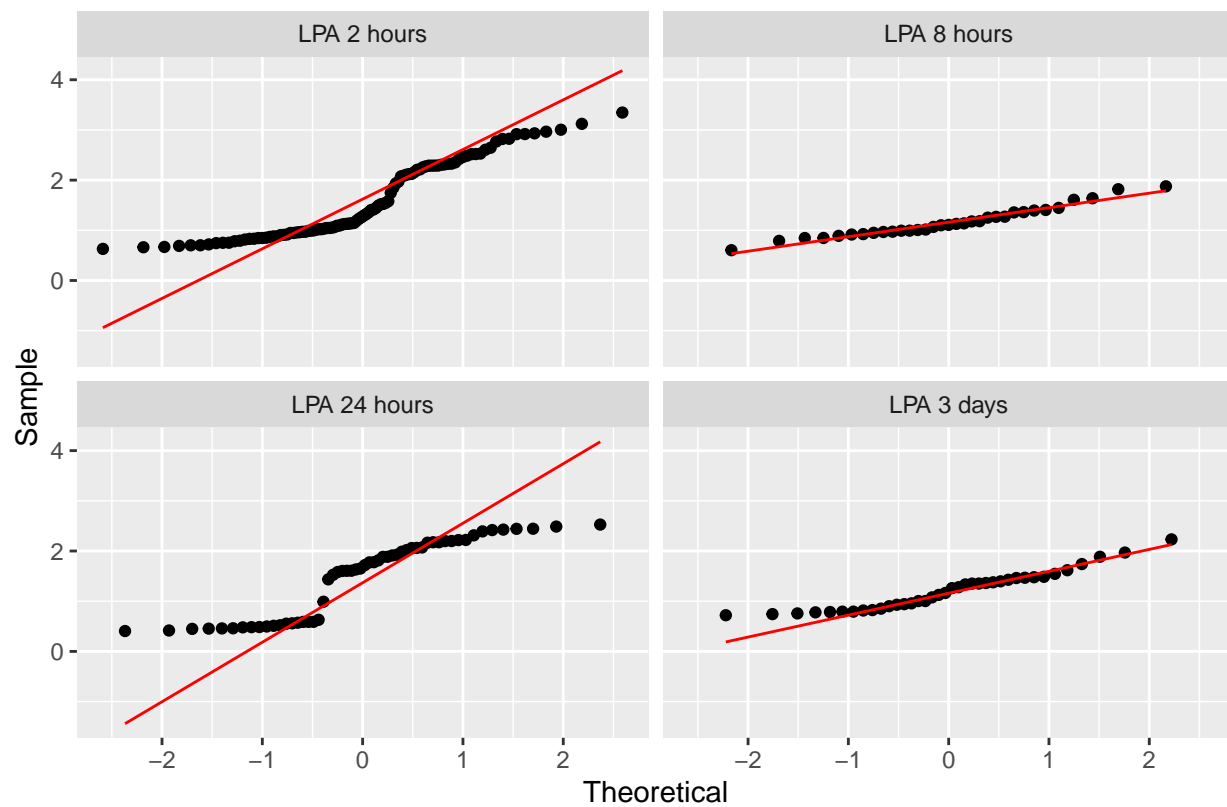 LPA 2 hours
LPA 8 hours
4
2
0
LPA 24 hours
LPA 3 days
4
2
0
−2 −1 0 1 2
−2 −1 0 1 2
Sample
Theoretical